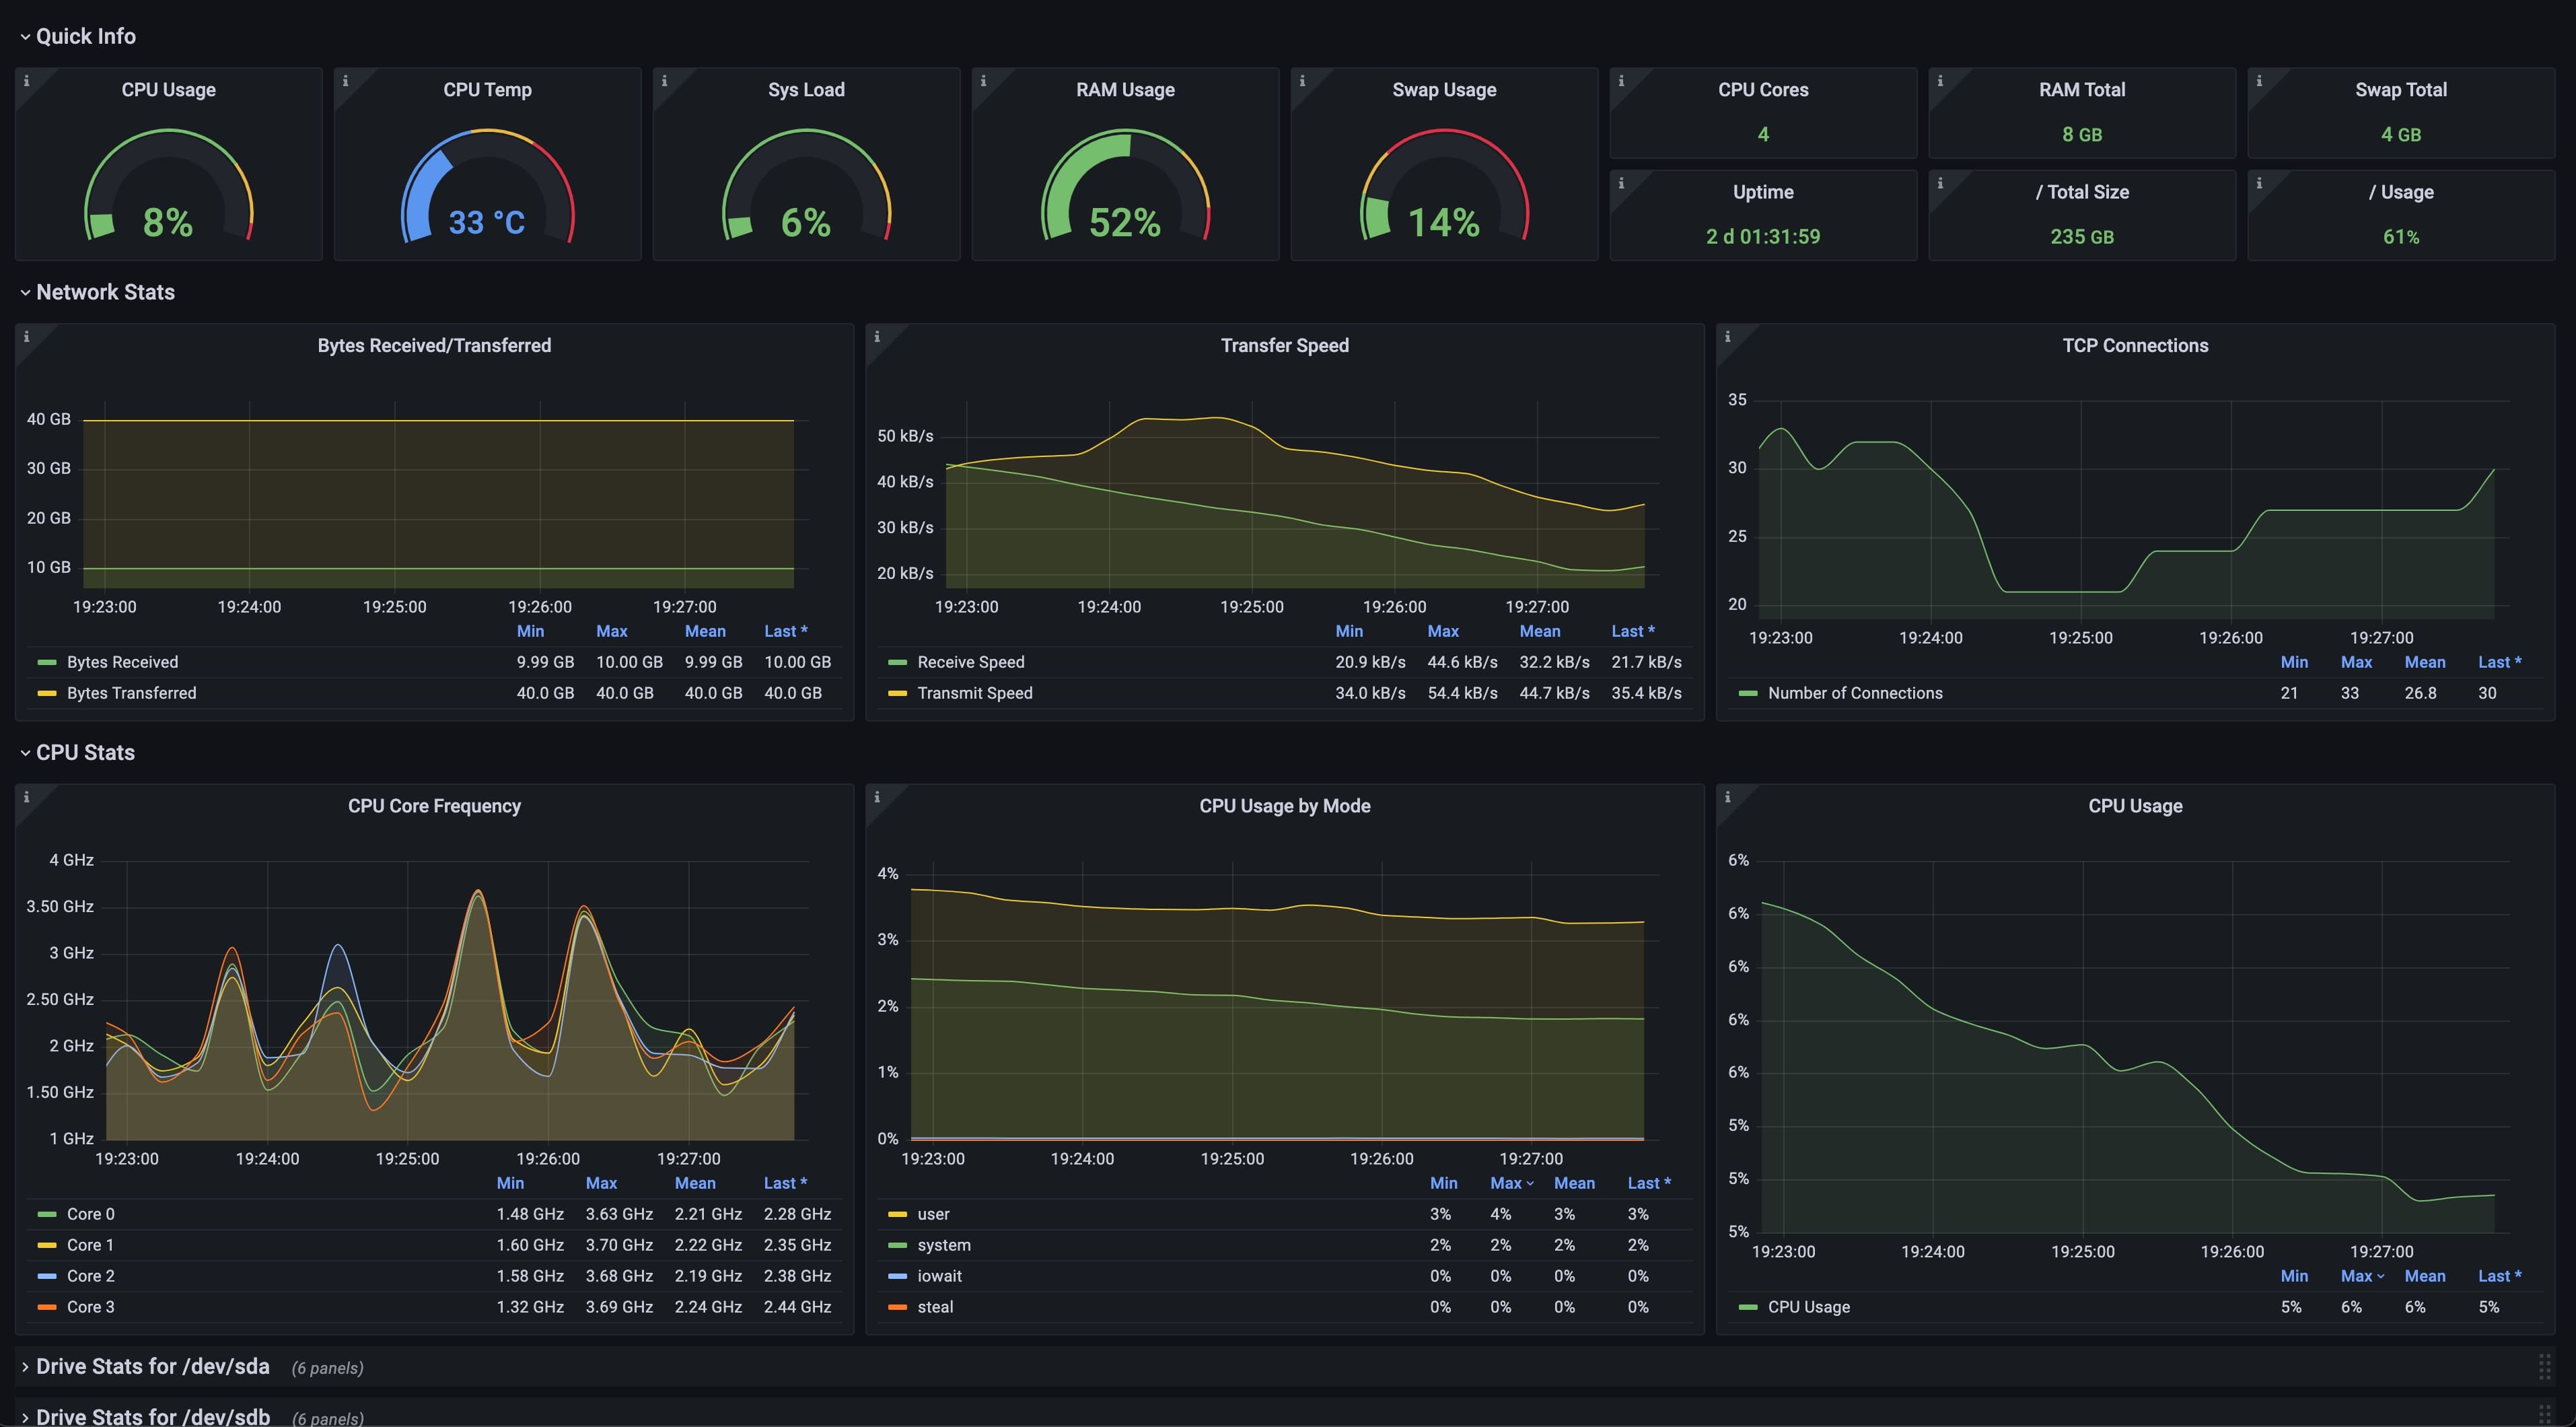 Quick Info
CPU Usage
8%
CPU Temp
33 °C
Sys Load
6%
RAM Usage
52%
Swap Usage
14%
CPU Cores
4
RAM Total
8 GB
Swap Total
4 GB
Uptime
2 d 01:31:59
/ Total Size
235 GB
/ Usage
61%
Network Stats
Bytes Received/Transferred
40 GB
30 GB
20 GB
10 GB
19:23:00 19:24:00 19:25:00 19:26:00 19:27:00
Min Max Mean Last *
Bytes Received 9.99 GB 10.00 GB 9.99 GB 10.00 GB
Bytes Transferred 40.0 GB 40.0 GB 40.0 GB 40.0 GB
Transfer Speed
50 kB/s
40 kB/s
30 kB/s
20 kB/s
19:23:00 19:24:00 19:25:00 19:26:00 19:27:00
Min Max Mean Last *
Receive Speed 20.9 kB/s 44.6 kB/s 32.2 kB/s 21.7 kB/s
Transmit Speed 34.0 kB/s 54.4 kB/s 44.7 kB/s 35.4 kB/s
TCP Connections
35
30
25
20
19:23:00 19:24:00 19:25:00 19:26:00 19:27:00
Min Max Mean Last *
Number of Connections 21 33 26.8 30
CPU Stats
CPU Core Frequency
4 GHz
3.50 GHz
3 GHz
2.50 GHz
2 GHz
1.50 GHz
1 GHz
19:23:00 19:24:00 19:25:00 19:26:00 19:27:00
Min Max Mean Last *
Core 0 1.48 GHz 3.63 GHz 2.21 GHz 2.28 GHz
Core 1 1.60 GHz 3.70 GHz 2.22 GHz 2.35 GHz
Core 2 1.58 GHz 3.68 GHz 2.19 GHz 2.38 GHz
Core 3 1.32 GHz 3.69 GHz 2.24 GHz 2.44 GHz
CPU Usage by Mode
4%
3%
2%
1%
0%
19:23:00 19:24:00 19:25:00 19:26:00 19:27:00
Min Max Mean Last *
user 3% 4% 3% 3%
system 2% 2% 2% 2%
iowait 0% 0% 0% 0%
steal 0% 0% 0% 0%
CPU Usage
6%
6%
6%
6%
6%
5%
5%
5%
19:23:00 19:24:00 19:25:00 19:26:00 19:27:00
Min Max Mean Last *
CPU Usage 5% 6% 6% 5%
Drive Stats for /dev/sda (6 panels)
Drive Stats for /dev/sdb (6 panels)